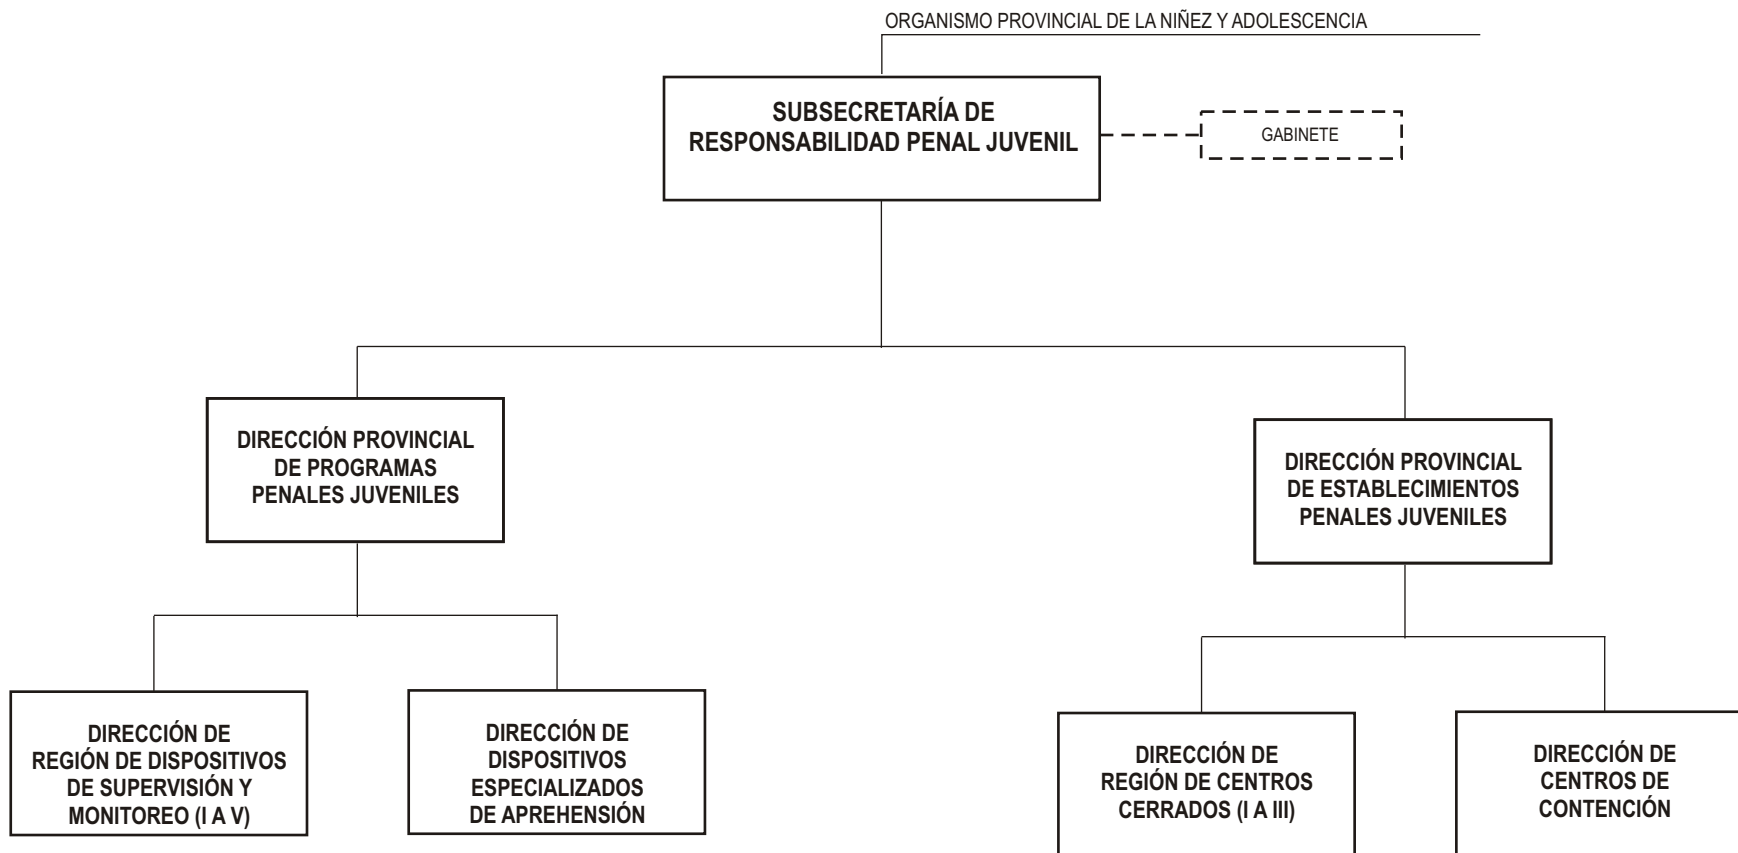 ORGANISMO PROVINCIAL DE LA NIÑEZ Y ADOLESCENCIA
SUBSECRETARÍA DE
RESPONSABILIDAD PENAL JUVENIL
GABINETE
DIRECCIÓN PROVINCIAL
DE PROGRAMAS
PENALES JUVENILES
DIRECCIÓN PROVINCIAL
DE ESTABLECIMIENTOS
PENALES JUVENILES
DIRECCIÓN DE
REGIÓN DE DISPOSITIVOS
DE SUPERVISIÓN Y
MONITOREO (I A V)
DIRECCIÓN DE
DISPOSITIVOS
ESPECIALIZADOS
DE APREHENSIÓN
DIRECCIÓN DE
REGIÓN DE CENTROS
CERRADOS (I A III)
DIRECCIÓN DE
CENTROS DE
CONTENCIÓN